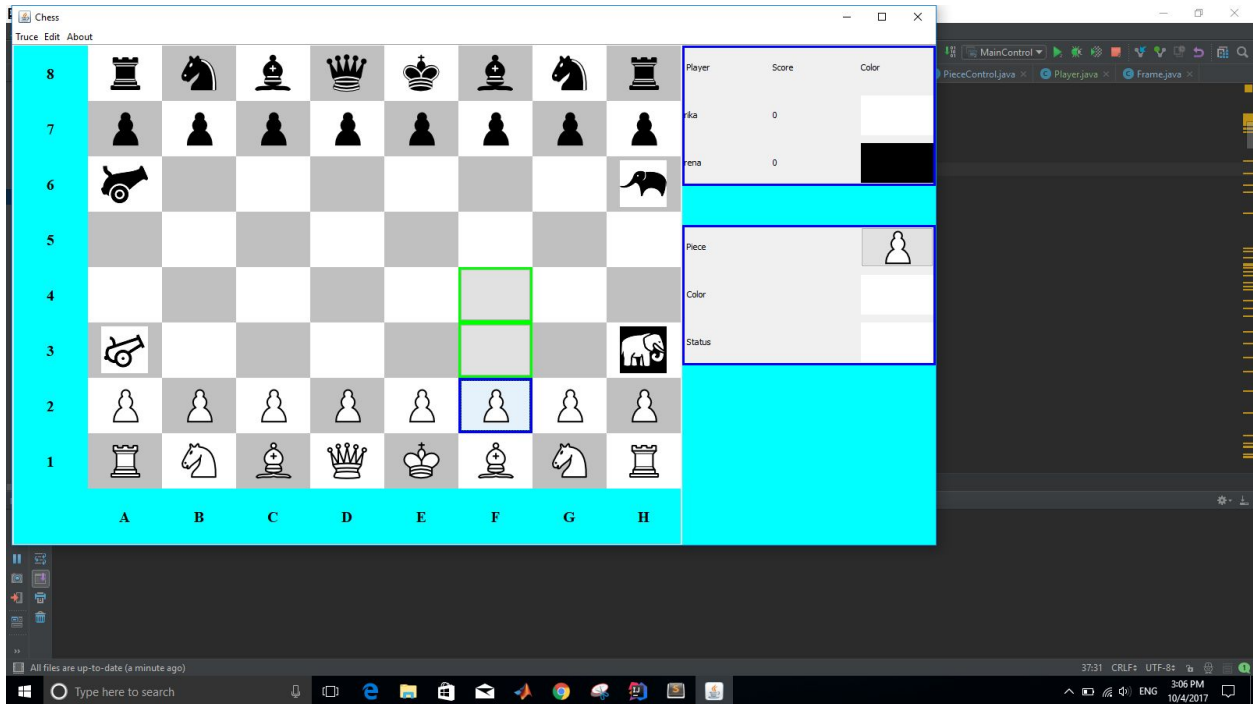 Chess
Truce Edit About
MainControl
PieceControl.java
Player.java
Frame.java
8
7
6
5
4
3
2
1
A B C D E F G H
Player Score Color
rika 0
rena 0
Piece
Color
Status
All files are up-to-date (a minute ago)
37:31 CRLF: UTF-8:
Type here to search
ENG
3:06 PM
10/4/2017